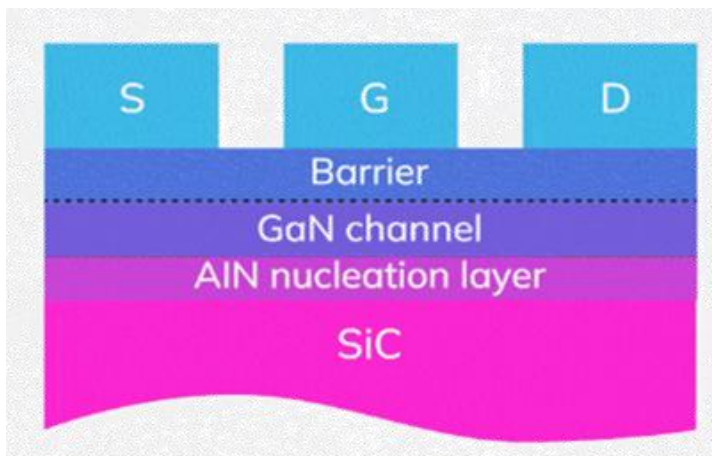 S G D
Barrier
GaN channel
AlN nucleation layer
SiC